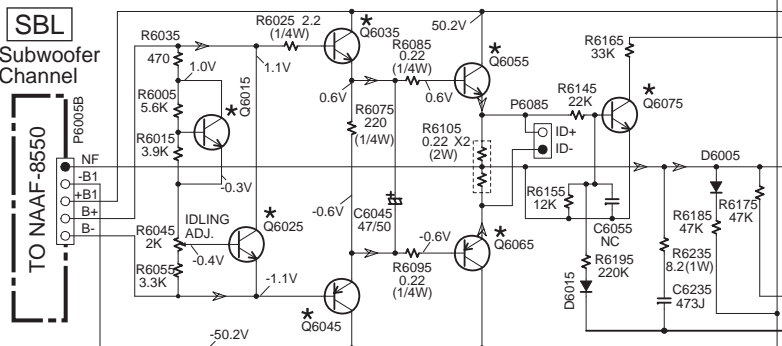 SBL
Subwoofer
Channel
P6005B
TO NAAF-8550
NF
-B1
+B1
B+
B-
R6035
470
1.0V
R6005
5.6K
R6015
3.9K
* Q6015
-0.3V
R6045
2K
IDLING
ADJ.
-0.4V
R6055
3.3K
* Q6025
-1.1V
-50.2V
R6025 2.2
(1/4W)
1.1V
* Q6035
0.6V
R6075
220
(1/4W)
-0.6V
C6045
47/50
* Q6045
R6085
0.22
(1/4W)
0.6V
50.2V
* Q6055
R6105
0.22 X2
(2W)
-0.6V
R6095
0.22
(1/4W)
* Q6065
P6085
ID+
ID-
R6145
22K
R6165
33K
* Q6075
R6155
12K
C6055
NC
R6195
220K
D6015
D6005
R6185
47K
R6175
47K
R6235
8.2(1W)
C6235
473J